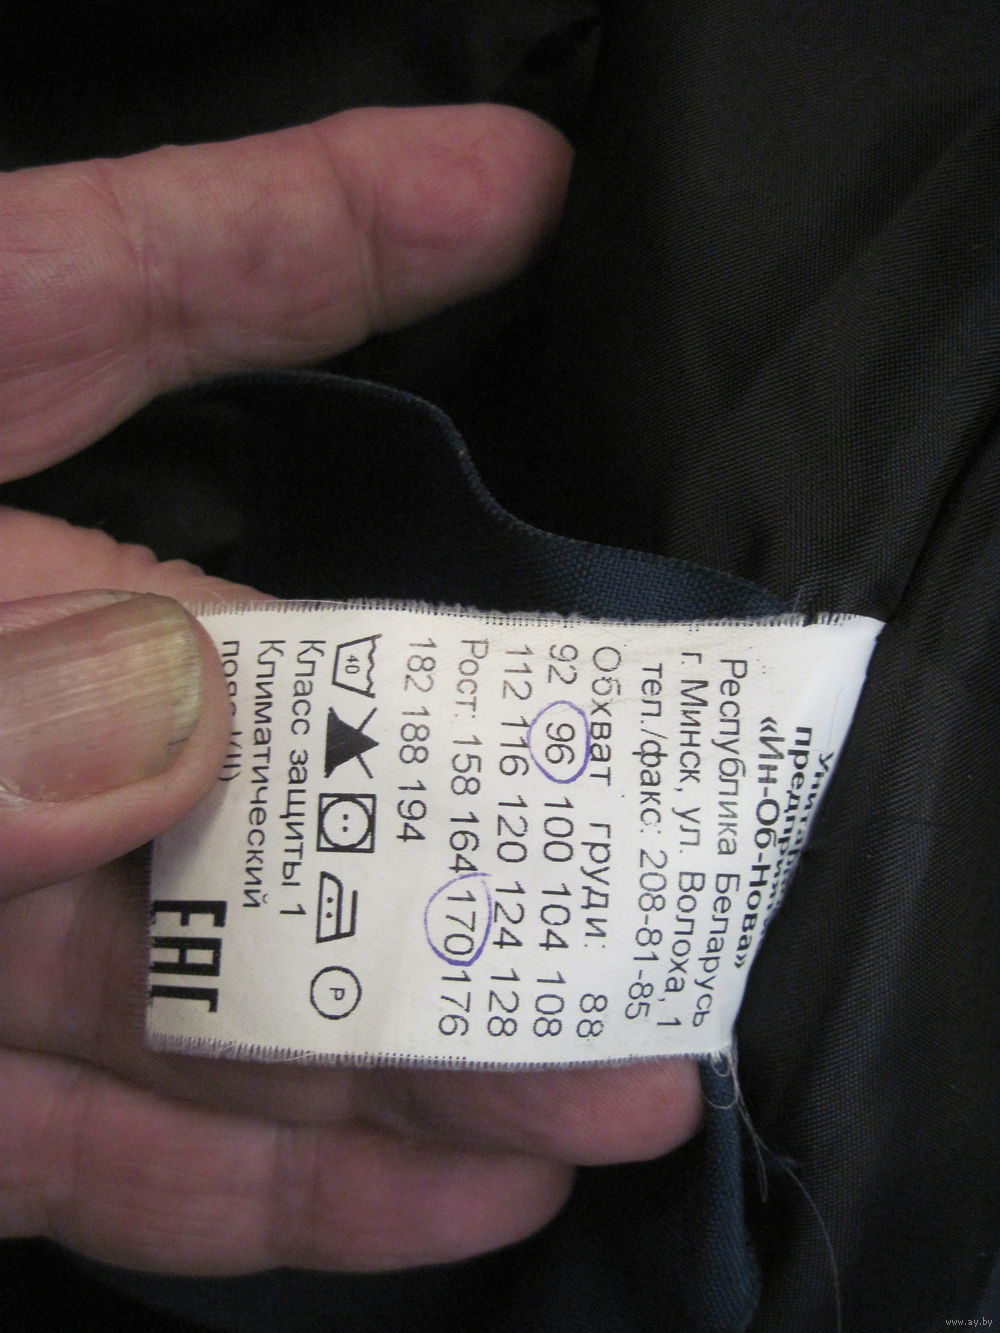 «Ин-Об-Нова»
Республика Беларусь
г. Минск, ул. Волоха, 1
тел./факс: 208-81-85
Обхват груди: 88
92 96 100 104 108
112 116 120 124 128
Рост: 158 164 170 176
182 188 194
40 P
Класс защиты 1
Климатический
ЕАС
www.ay.by